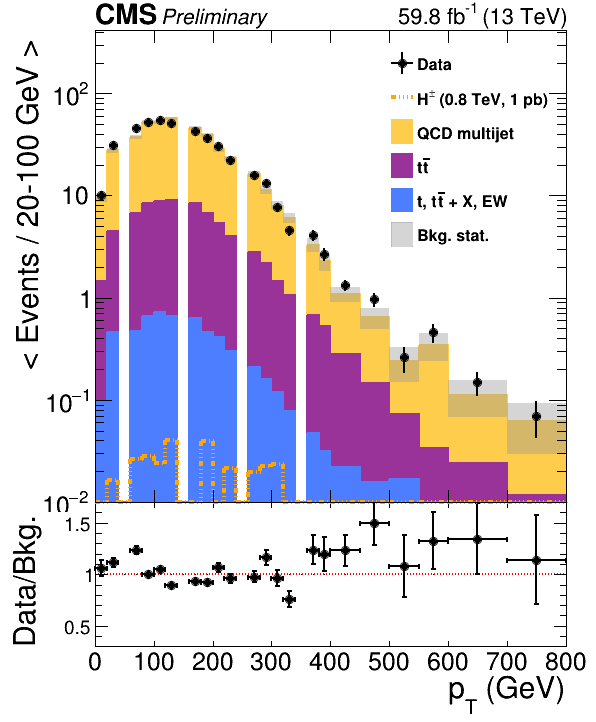 CMS Preliminary 59.8 fb⁻¹ (13 TeV)
< Events / 20-100 GeV >
10²
10
1
10⁻¹
10⁻²
Data
H± (0.8 TeV, 1 pb)
QCD multijet
tt̅
t, tt̅ + X, EW
Bkg. stat.
Data/Bkg.
1.5
1
0.5
0 100 200 300 400 500 600 700 800
p_T (GeV)